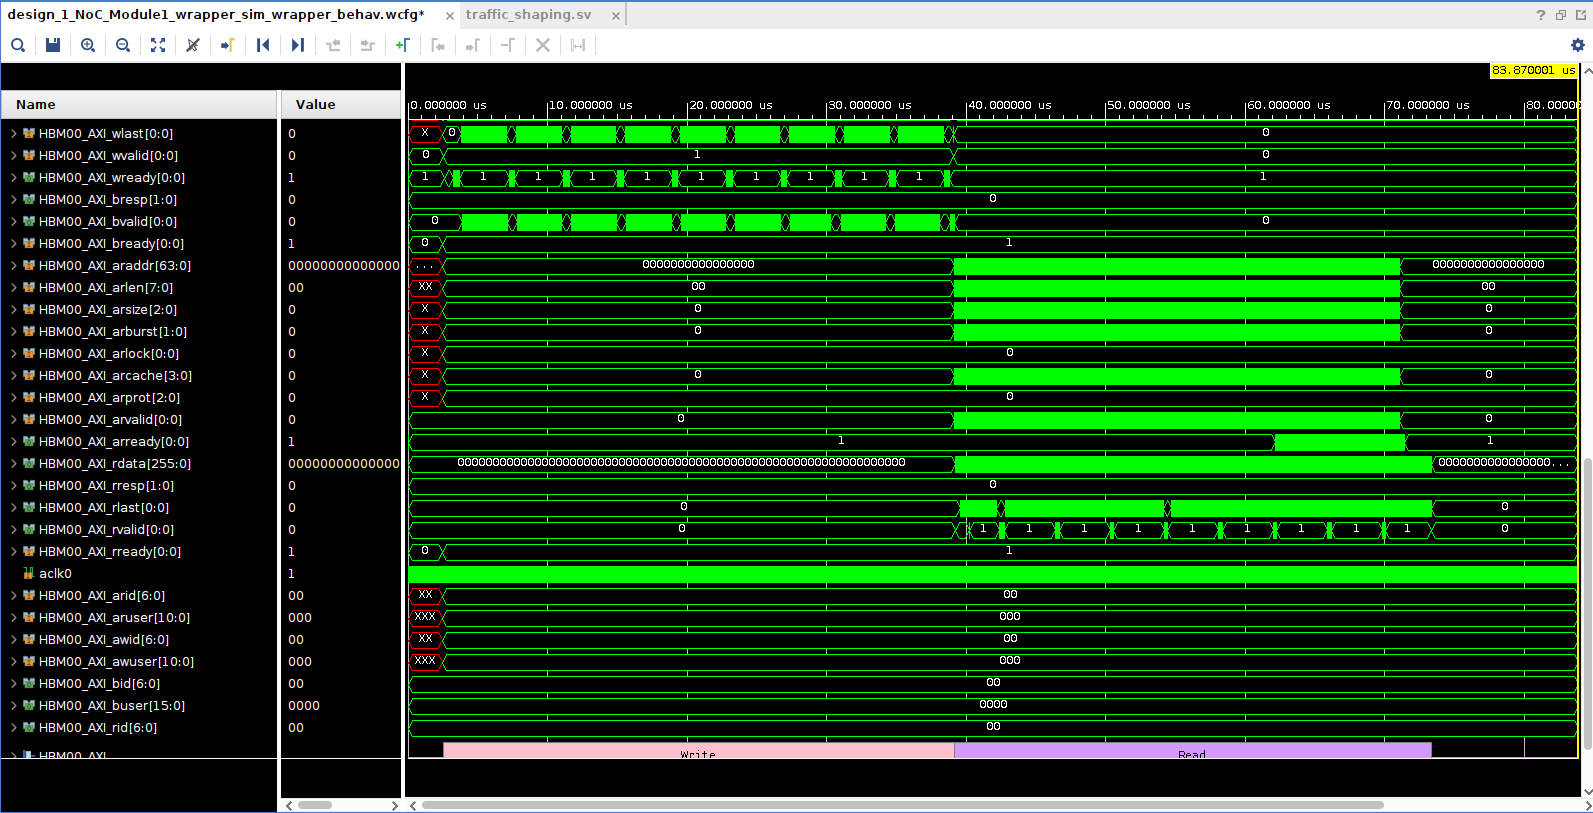 design_1_NoC_Module1_wrapper_sim_wrapper_behav.wcfg* × traffic_shaping.sv ×
83.870001 us
Name Value 0.000000 us 10.000000 us 20.000000 us 30.000000 us 40.000000 us 50.000000 us 60.000000 us 70.000000 us
HBM00_AXI_wlast[0:0] 0 X 0 0
HBM00_AXI_wvalid[0:0] 0 0 1 0
HBM00_AXI_wready[0:0] 1 1 1 1 1 1 1 1 1 1 1 1
HBM00_AXI_bresp[1:0] 0 0
HBM00_AXI_bvalid[0:0] 0 0 0
HBM00_AXI_bready[0:0] 1 0 1
HBM00_AXI_araddr[63:0] 00000000000000 ... 0000000000000000 0000000000000000
HBM00_AXI_arlen[7:0] 00 XX 00 00
HBM00_AXI_arsize[2:0] 0 X 0 0
HBM00_AXI_arburst[1:0] 0 X 0 0
HBM00_AXI_arlock[0:0] 0 X 0
HBM00_AXI_arcache[3:0] 0 X 0 0
HBM00_AXI_arprot[2:0] 0 X 0
HBM00_AXI_arvalid[0:0] 0 0 0
HBM00_AXI_arready[0:0] 1 1 1
HBM00_AXI_rdata[255:0] 00000000000000 0000000000000000000000000000000000000000000000000000000000000000 0000000000000000...
HBM00_AXI_rresp[1:0] 0 0
HBM00_AXI_rlast[0:0] 0 0 0
HBM00_AXI_rvalid[0:0] 0 0 1 1 1 1 1 1 1 1 1 0
HBM00_AXI_rready[0:0] 1 0 1
aclk0 1
HBM00_AXI_arid[6:0] 00 XX 00
HBM00_AXI_aruser[10:0] 000 XXX 000
HBM00_AXI_awid[6:0] 00 XX 00
HBM00_AXI_awuser[10:0] 000 XXX 000
HBM00_AXI_bid[6:0] 00 00
HBM00_AXI_buser[15:0] 0000 0000
HBM00_AXI_rid[6:0] 00 00
HBM00_AXI Write Read